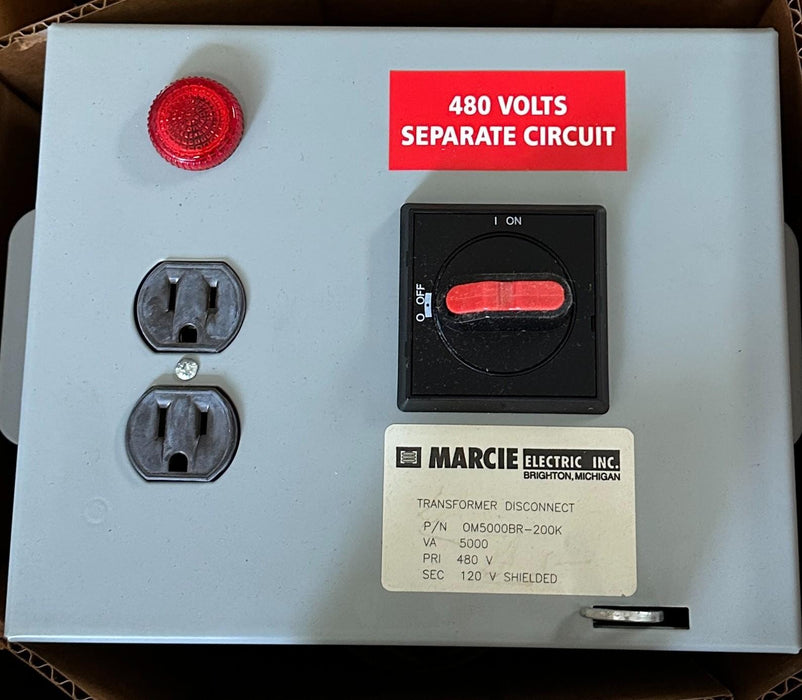 480 VOLTS
SEPARATE CIRCUIT
I ON
O OFF
MARCIE ELECTRIC INC.
BRIGHTON, MICHIGAN
TRANSFORMER DISCONNECT
P/N OM5000BR-200K
VA 5000
PRI 480 V
SEC 120 V SHIELDED